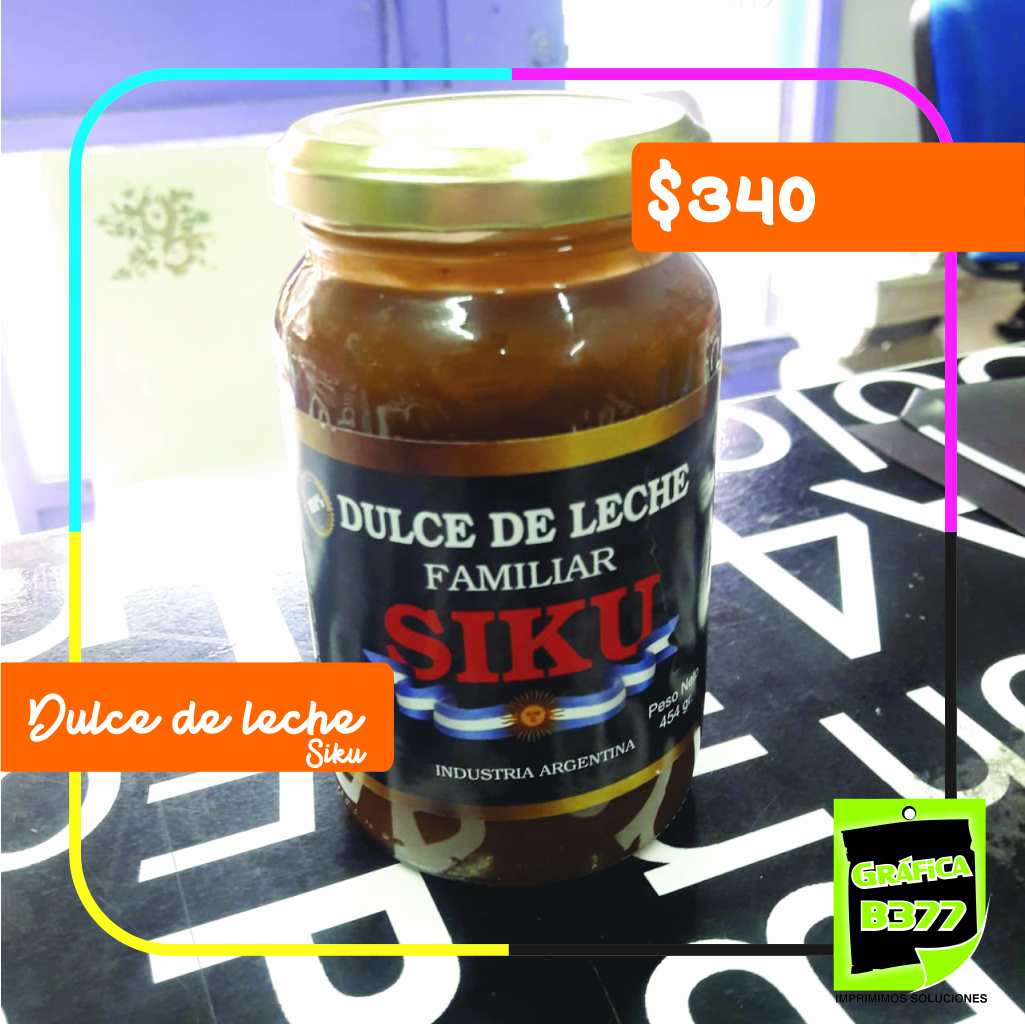 $340
DULCE DE LECHE
FAMILIAR
SIKU
Peso Neto
454 gr.
INDUSTRIA ARGENTINA
Dulce de leche
Siku
GRÁFICA
B377
IMPRIMIMOS SOLUCIONES